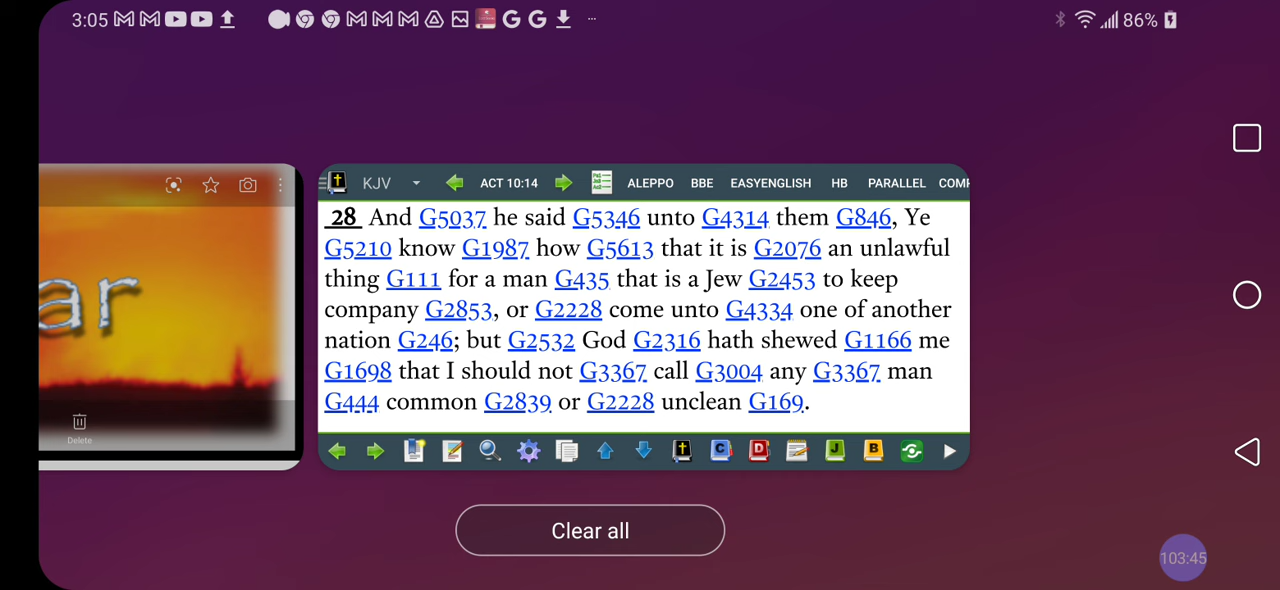 3:05
86%
KJV ACT 10:14 ALEPPO BBE EASYENGLISH HB PARALLEL
28 And G5037 he said G5346 unto G4314 them G846, Ye
G5210 know G1987 how G5613 that it is G2076 an unlawful
thing G111 for a man G435 that is a Jew G2453 to keep
company G2853, or G2228 come unto G4334 one of another
nation G246; but G2532 God G2316 hath shewed G1166 me
G1698 that I should not G3367 call G3004 any G3367 man
G444 common G2839 or G2228 unclean G169.
ar
Delete
Clear all
103:45